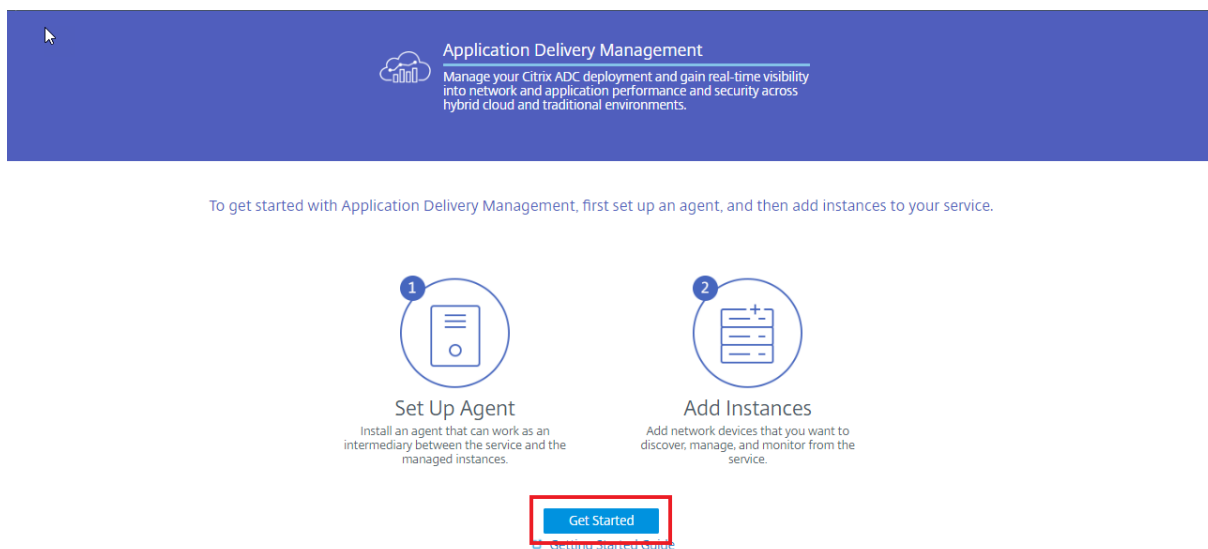 Application Delivery Management
Manage your Citrix ADC deployment and gain real-time visibility
into network and application performance and security across
hybrid cloud and traditional environments.
To get started with Application Delivery Management, first set up an agent, and then add instances to your service.
1
Set Up Agent
Install an agent that can work as an
intermediary between the service and the
managed instances.
2
Add Instances
Add network devices that you want to
discover, manage, and monitor from the
service.
Get Started
Getting Started Guide